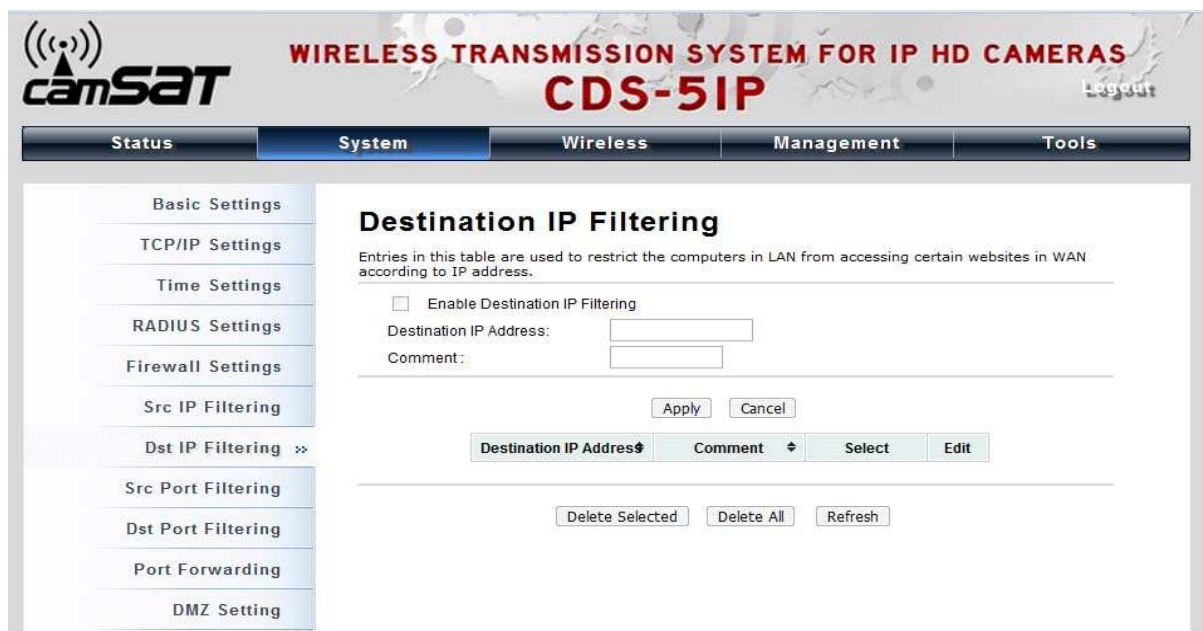 camSAT
WIRELESS TRANSMISSION SYSTEM FOR IP HD CAMERAS
CDS-5IP
Logout
Status System Wireless Management Tools
Basic Settings
TCP/IP Settings
Time Settings
RADIUS Settings
Firewall Settings
Src IP Filtering
Dst IP Filtering »
Src Port Filtering
Dst Port Filtering
Port Forwarding
DMZ Setting
Destination IP Filtering
Entries in this table are used to restrict the computers in LAN from accessing certain websites in WAN
according to IP address.
Enable Destination IP Filtering
Destination IP Address:
Comment :
Apply Cancel
Destination IP Address Comment Select Edit
Delete Selected Delete All Refresh